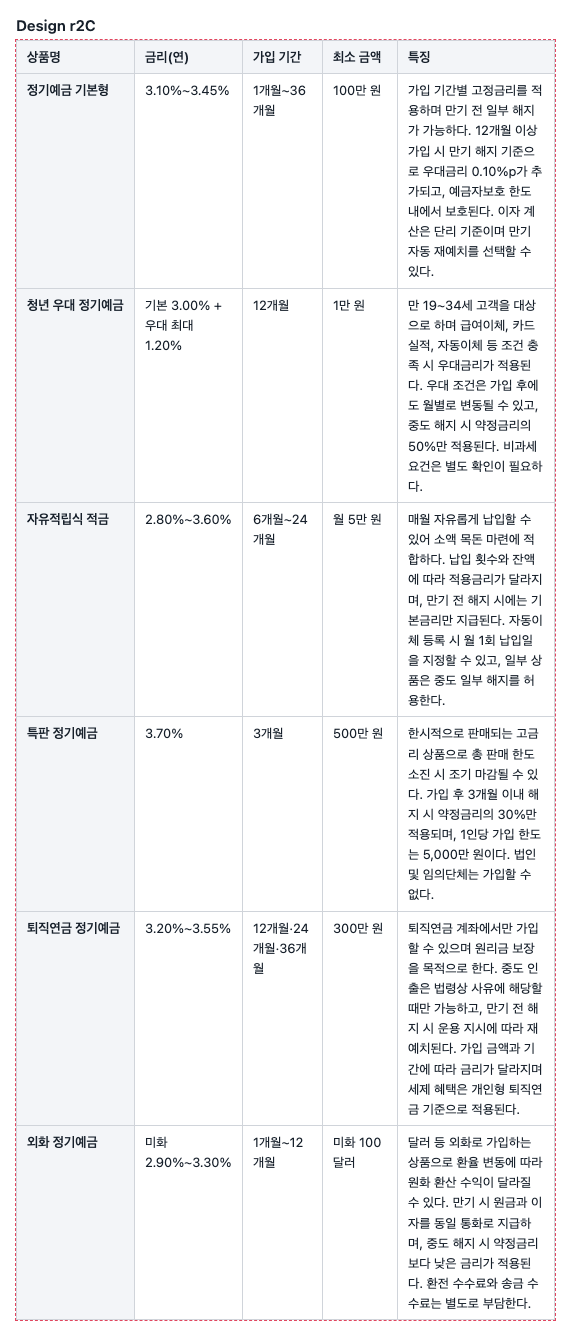 Design r2C
상품명 금리(연) 가입 기간 최소 금액 특징
정기예금 기본형 3.10%~3.45% 1개월~36 100만 원 가입 기간별 고정금리를 적
개월 용하며 만기 전 일부 해지
가 가능하다. 12개월 이상
가입 시 만기 해지 기준으
로 우대금리 0.10%p가 추
가되고, 예금자보호 한도
내에서 보호된다. 이자 계
산은 단리 기준이며 만기
자동 재예치를 선택할 수
있다.
청년 우대 정기예금 기본 3.00% + 12개월 1만 원 만 19~34세 고객을 대상
우대 최대 으로 하며 급여이체, 카드
1.20% 실적, 자동이체 등 조건 충
족 시 우대금리가 적용된
다. 우대 조건은 가입 후에
도 월별로 변동될 수 있고,
중도 해지 시 약정금리의
50%만 적용된다. 비과세
요건은 별도 확인이 필요하
다.
자유적립식 적금 2.80%~3.60% 6개월~24 월 5만 원 매월 자유롭게 납입할 수
개월 있어 소액 목돈 마련에 적
합하다. 납입 횟수와 잔액
에 따라 적용금리가 달라지
며, 만기 전 해지 시에는 기
본금리만 지급된다. 자동이
체 등록 시 월 1회 납입일
을 지정할 수 있고, 일부 상
품은 중도 일부 해지를 허
용한다.
특판 정기예금 3.70% 3개월 500만 원 한시적으로 판매되는 고금
리 상품으로 총 판매 한도
소진 시 조기 마감될 수 있
다. 가입 후 3개월 이내 해
지 시 약정금리의 30%만
적용되며, 1인당 가입 한도
는 5,000만 원이다. 법인
및 임의단체는 가입할 수
없다.
퇴직연금 정기예금 3.20%~3.55% 12개월·24 300만 원 퇴직연금 계좌에서만 가입
개월·36개 할 수 있으며 원리금 보장
월 을 목적으로 한다. 중도 인
출은 법령상 사유에 해당할
때만 가능하고, 만기 전 해
지 시 운용 지시에 따라 재
예치된다. 가입 금액과 기
간에 따라 금리가 달라지며
세제 혜택은 개인형 퇴직연
금 기준으로 적용된다.
외화 정기예금 미화 1개월~12 미화 100 달러 등 외화로 가입하는
2.90%~3.30% 개월 달러 상품으로 환율 변동에 따라
원화 환산 수익이 달라질
수 있다. 만기 시 원금과 이
자를 동일 통화로 지급하
며, 중도 해지 시 약정금리
보다 낮은 금리가 적용된
다. 환전 수수료와 송금 수
수료는 별도로 부담한다.